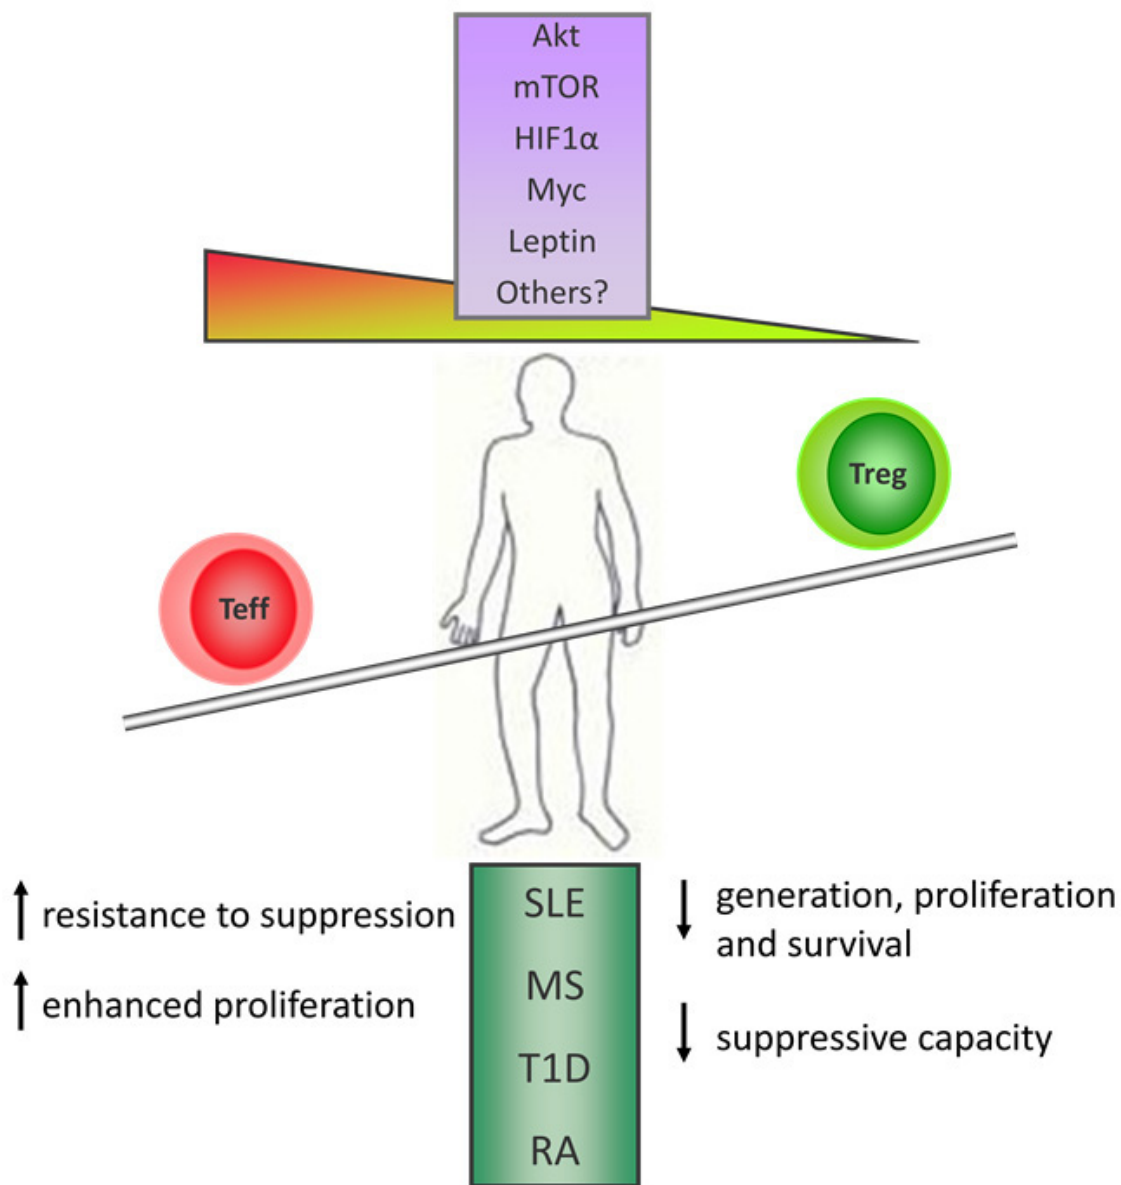 Akt
mTOR
HIF1α
Myc
Leptin
Others?
Treg
Teff
resistance to suppression
enhanced proliferation
SLE
MS
T1D
RA
generation, proliferation
and survival
suppressive capacity